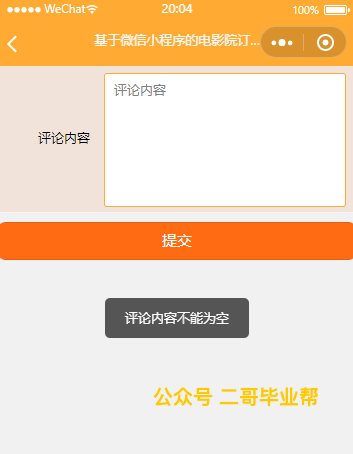 WeChat 20:04 100%
基于微信小程序的电影院订...
评论内容
评论内容
提交
评论内容不能为空
公众号 二哥毕业帮